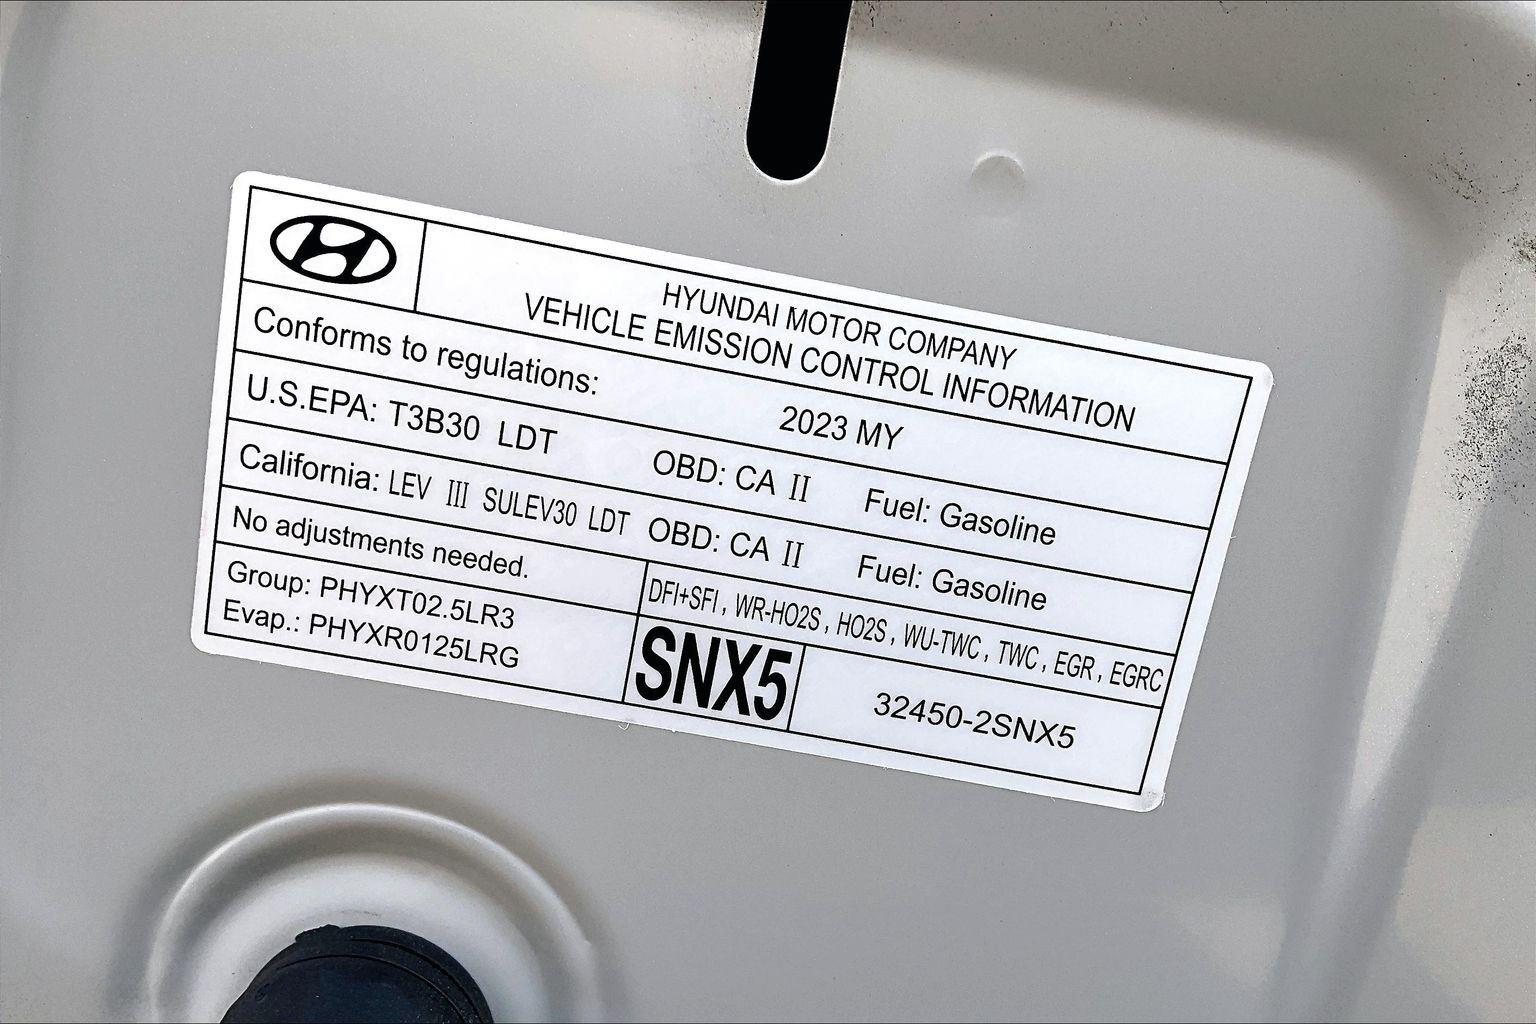 HYUNDAI MOTOR COMPANY
VEHICLE EMISSION CONTROL INFORMATION
Conforms to regulations: 2023 MY
U.S.EPA: T3B30 LDT OBD: CA II Fuel: Gasoline
California: LEV III SULEV30 LDT OBD: CA II Fuel: Gasoline
No adjustments needed.
DFI+SFI, WR-HO2S, HO2S, WU-TWC, TWC, EGR, EGRC
Group: PHYXT02.5LR3
Evap.: PHYXR0125LRG
SNX5
32450-2SNX5